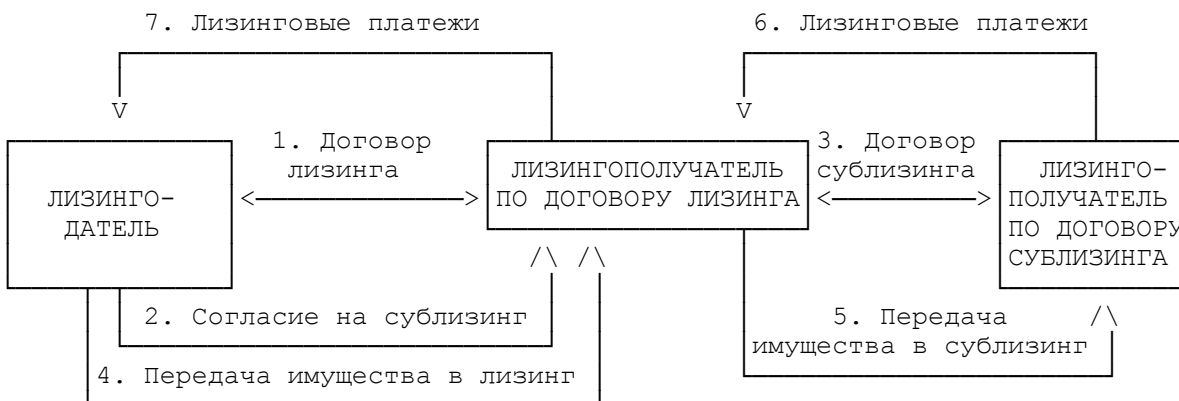 7. Лизинговые платежи
6. Лизинговые платежи
1. Договор
лизинга
3. Договор
сублизинга
ЛИЗИНГО-
ДАТЕЛЬ
ЛИЗИНГОПОЛУЧАТЕЛЬ
ПО ДОГОВОРУ ЛИЗИНГА
ЛИЗИНГО-
ПОЛУЧАТЕЛЬ
ПО ДОГОВОРУ
СУБЛИЗИНГА
2. Согласие на сублизинг
5. Передача
имущества в сублизинг
4. Передача имущества в лизинг